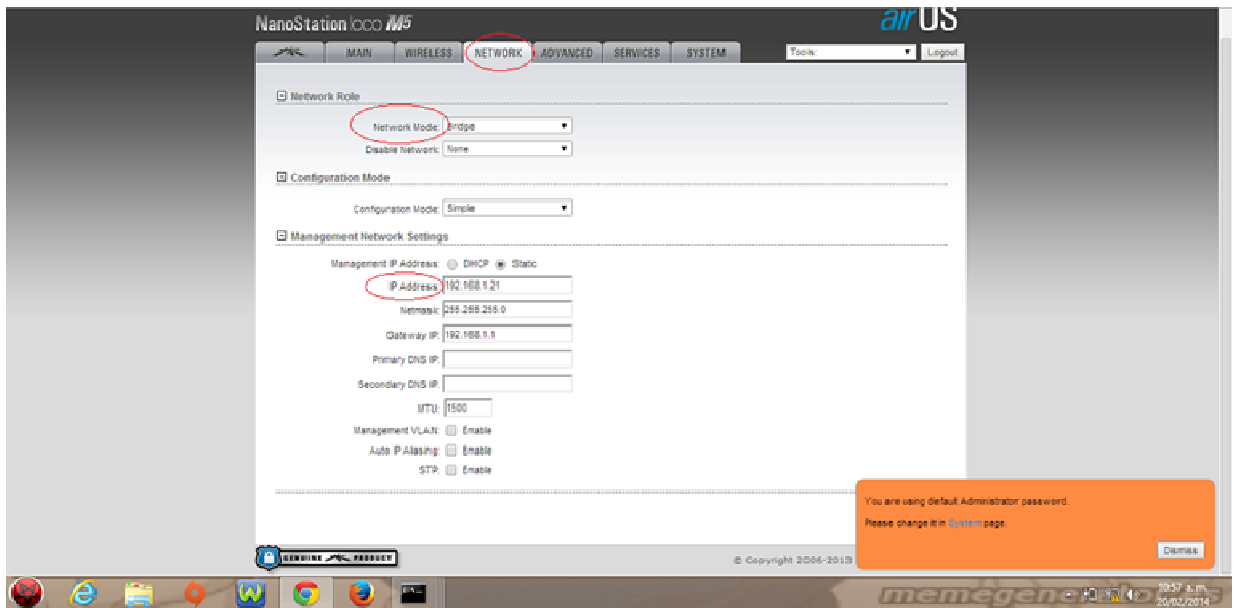 NanoStation loco M5
airOS
MAIN WIRELESS NETWORK ADVANCED SERVICES SYSTEM Tools: Logout
Network Role
Network Mode: Bridge
Disable Network: None
Configuration Mode
Configuration Mode: Simple
Management Network Settings
Management IP Address: DHCP Static
IP Address: 192.168.1.21
Netmask: 255.255.255.0
Gateway IP: 192.168.1.1
Primary DNS IP:
Secondary DNS IP:
MTU: 1500
Management VLAN: Enable
Auto IP Aliasing: Enable
STP: Enable
You are using default Administrator password.
Please change it in System page.
Dismiss
GENUINE PRODUCT
© Copyright 2006-2013
memegene
10:57 a.m.
20/02/2014